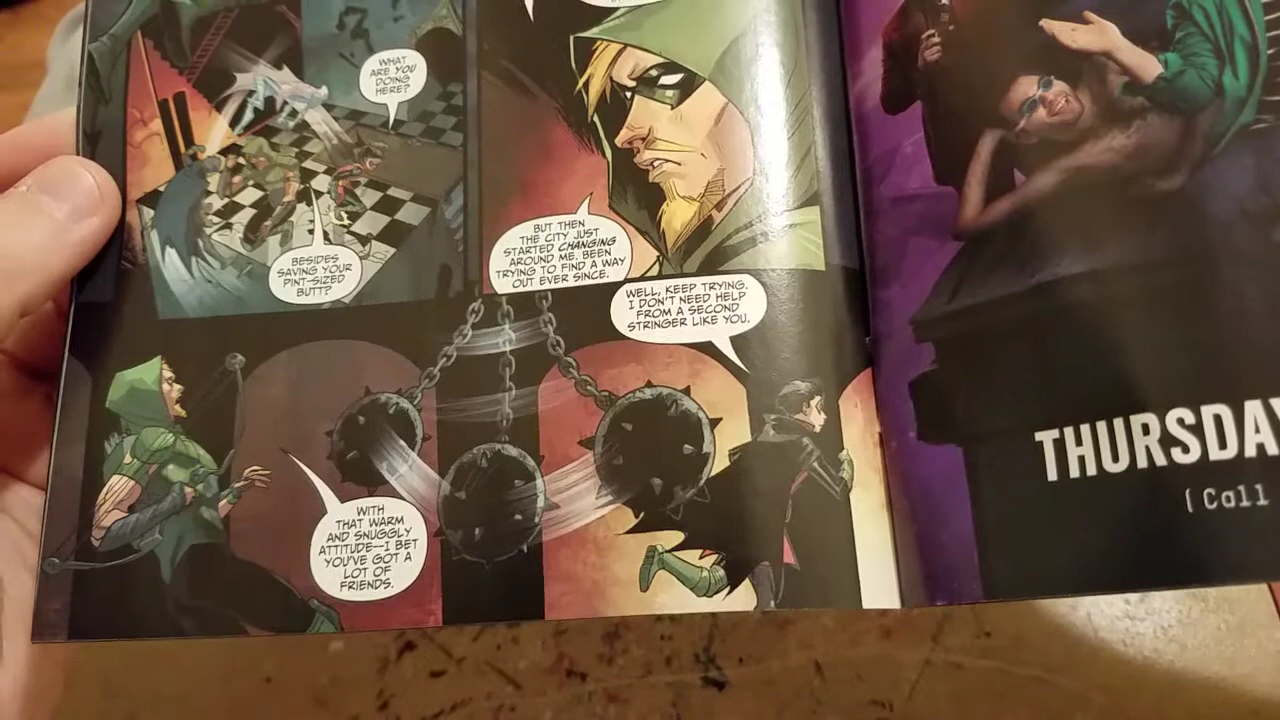 WHAT
ARE YOU
DOING
HERE?
BESIDES
SAVING YOUR
PINT-SIZED
BUTT?
BUT THEN
THE CITY JUST
STARTED CHANGING
AROUND ME. BEEN
TRYING TO FIND A WAY
OUT EVER SINCE.
WELL, KEEP TRYING.
I DON'T NEED HELP
FROM A SECOND
STRINGER LIKE YOU.
WITH
THAT WARM
AND SNUGGLY
ATTITUDE--I BET
YOU'VE GOT A
LOT OF
FRIENDS.
THURSDAY
(Call